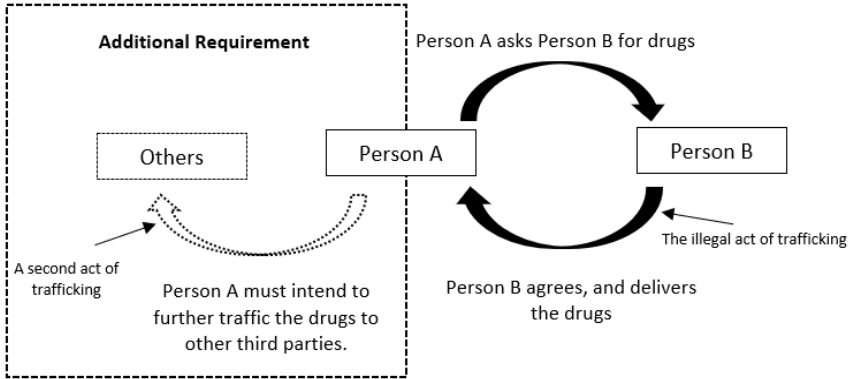 Additional Requirement
Person A asks Person B for drugs
Others
Person A
Person B
The illegal act of trafficking
A second act of
trafficking
Person A must intend to
further traffic the drugs to
other third parties.
Person B agrees, and delivers
the drugs